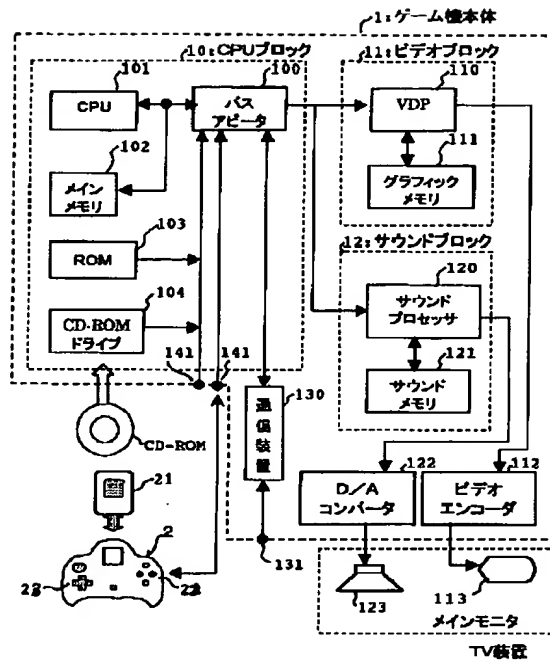 1:ゲーム機本体
10:CPUブロック
11:ビデオブロック
101
100
110
CPU
バス
アビータ
VDP
102
111
メイン
メモリ
グラフィック
メモリ
103
12:サウンドブロック
ROM
120
104
サウンド
プロセッサ
CD-ROM
ドライブ
141
141
130
121
通信装置
サウンド
メモリ
CD-ROM
122
112
21
D/A
コンバータ
ビデオ
エンコーダ
2
131
22
22
123
113
メインモニタ
TV装置